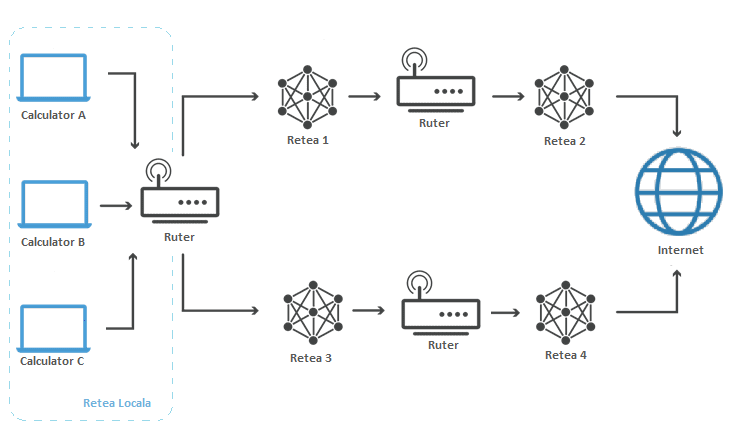 Calculator A
Calculator B
Calculator C
Retea Locala
Ruter
Retea 1
Ruter
Retea 2
Retea 3
Ruter
Retea 4
Internet